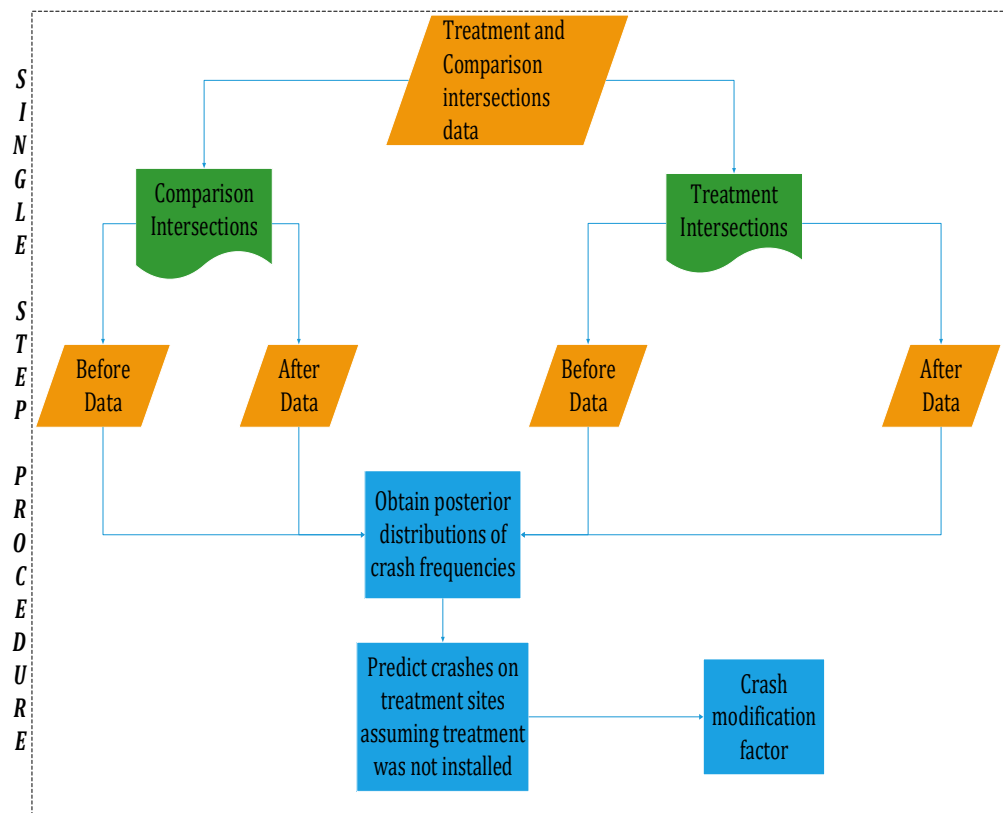 SINGLE STEP PROCEDURE
Treatment and
Comparison
intersections
data
Comparison
Intersections
Treatment
Intersections
Before
Data
After
Data
Before
Data
After
Data
Obtain posterior
distributions of
crash frequencies
Predict crashes on
treatment sites
assuming treatment
was not installed
Crash
modification
factor